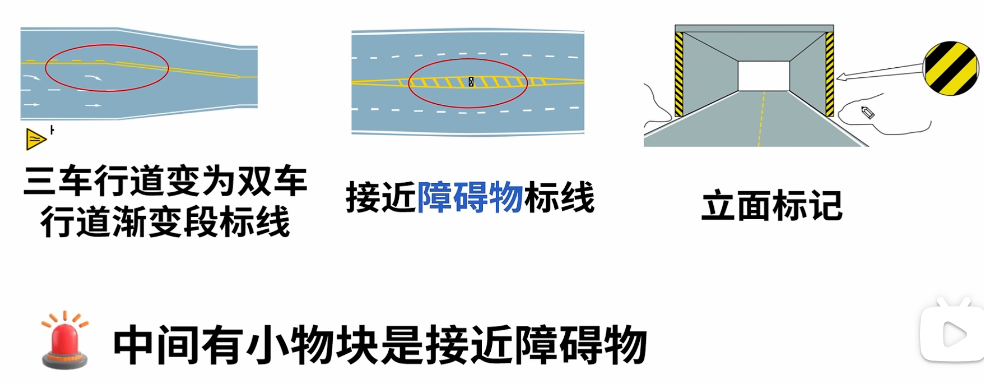 三车行道变为双车
行道渐变段标线
接近障碍物标线
立面标记
中间有小物块是接近障碍物